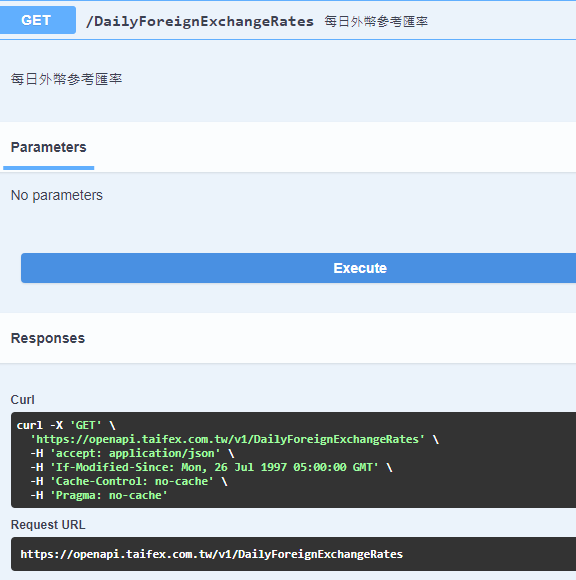 GET /DailyForeignExchangeRates 每日外幣參考匯率
每日外幣參考匯率
Parameters
No parameters
Execute
Responses
Curl
curl -X 'GET' \
'https://openapi.taifex.com.tw/v1/DailyForeignExchangeRates' \
-H 'accept: application/json' \
-H 'If-Modified-Since: Mon, 26 Jul 1997 05:00:00 GMT' \
-H 'Cache-Control: no-cache' \
-H 'Pragma: no-cache'
Request URL
https://openapi.taifex.com.tw/v1/DailyForeignExchangeRates